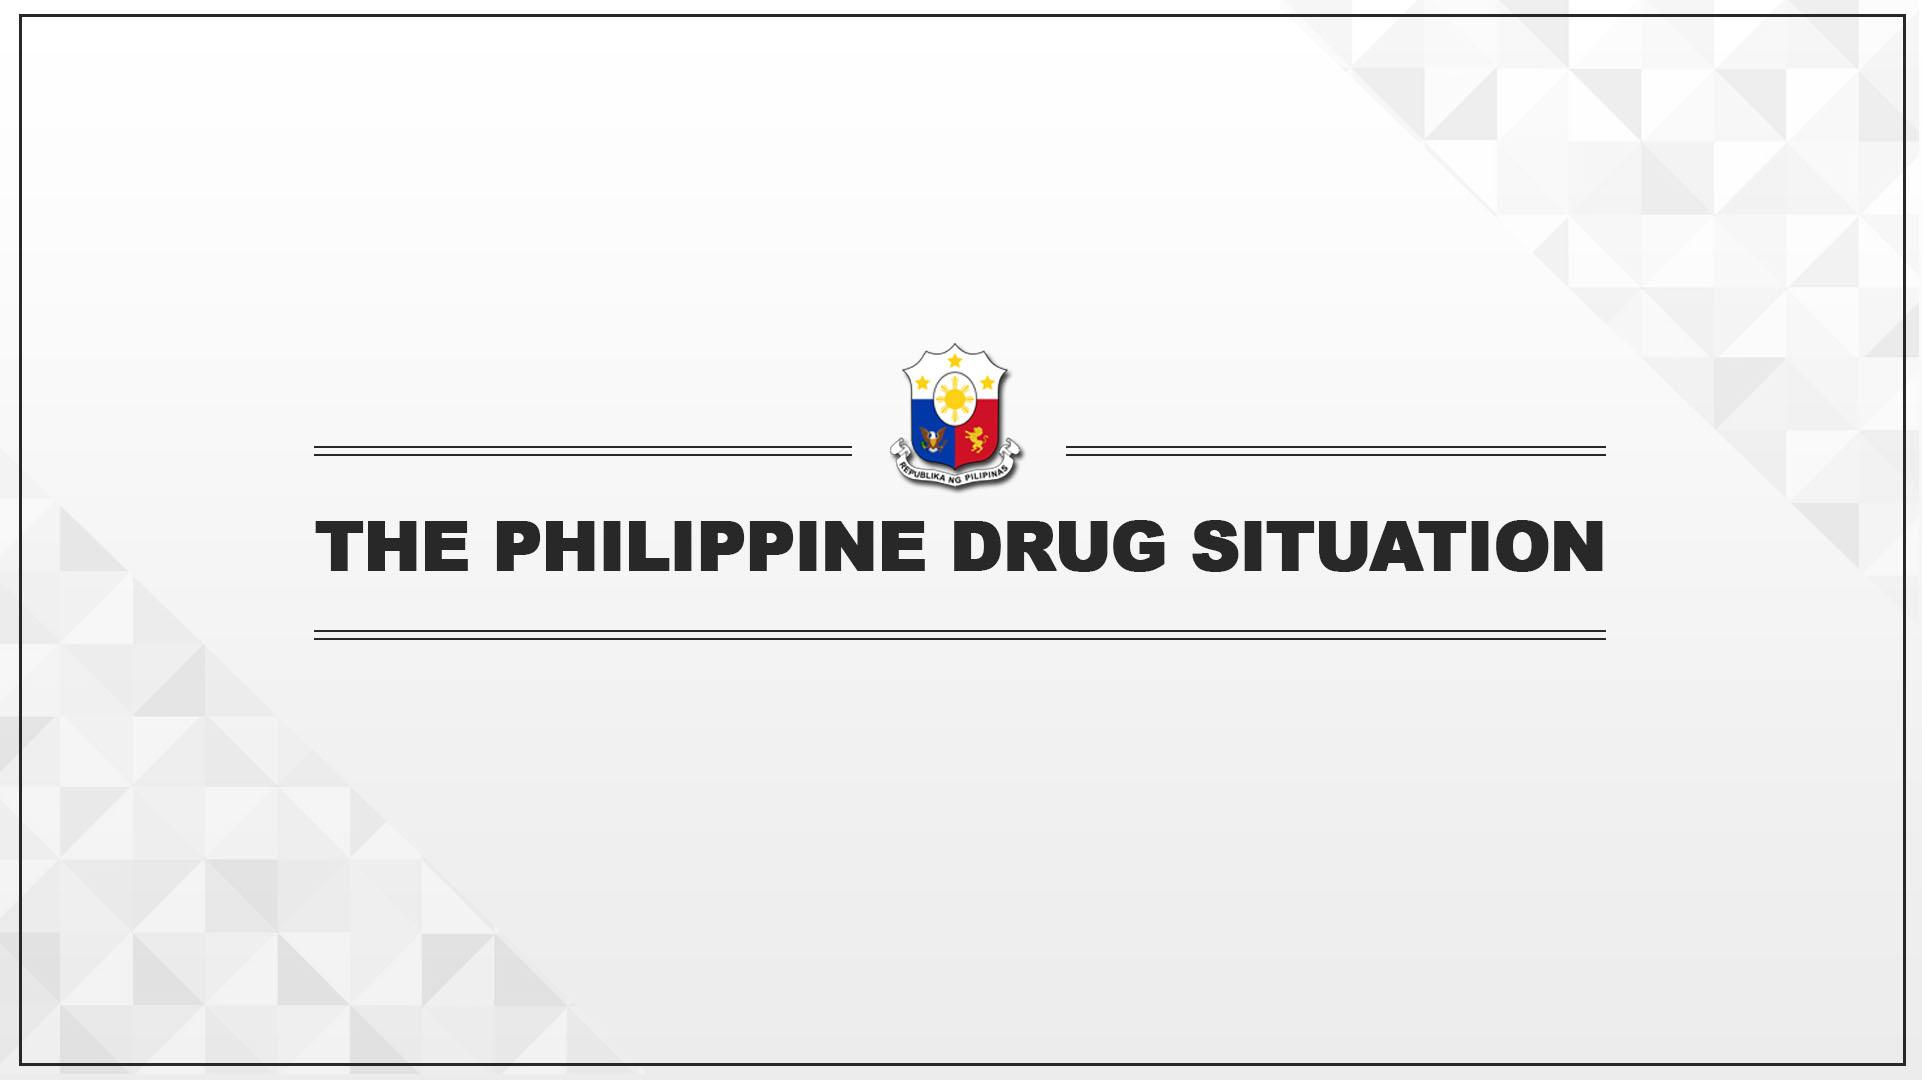 REPUBLIKA NG PILIPINAS
THE PHILIPPINE DRUG SITUATION